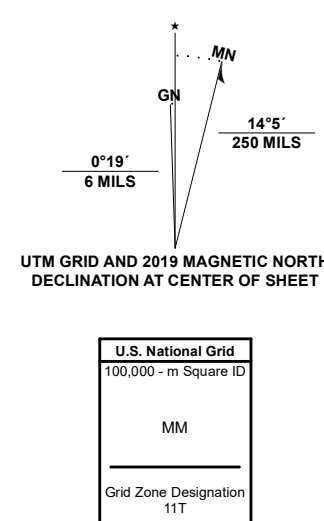 ★
MN
GN
14°5´
250 MILS
0°19´
6 MILS
UTM GRID AND 2019 MAGNETIC NORTH
DECLINATION AT CENTER OF SHEET
U.S. National Grid
100,000 - m Square ID
MM
Grid Zone Designation
11T